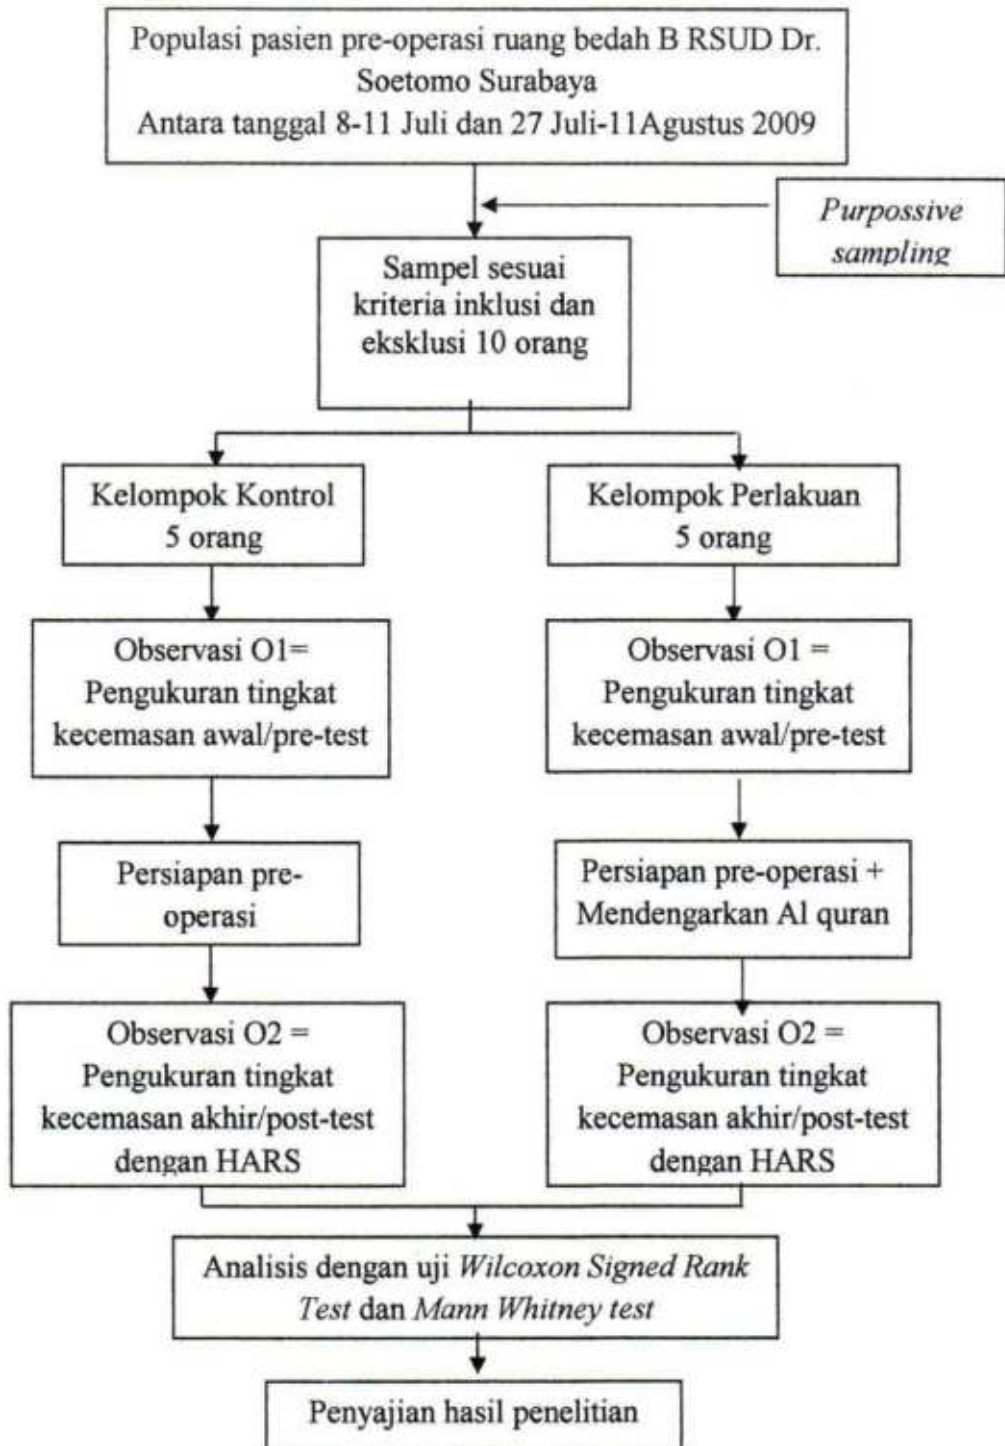 Populasi pasien pre-operasi ruang bedah B RSUD Dr.
Soetomo Surabaya
Antara tanggal 8-11 Juli dan 27 Juli-11Agustus 2009
Purpossive
sampling
Sampel sesuai
kriteria inklusi dan
eksklusi 10 orang
Kelompok Kontrol
5 orang
Kelompok Perlakuan
5 orang
Observasi O1=
Pengukuran tingkat
kecemasan awal/pre-test
Observasi O1 =
Pengukuran tingkat
kecemasan awal/pre-test
Persiapan pre-
operasi
Persiapan pre-operasi +
Mendengarkan Al quran
Observasi O2 =
Pengukuran tingkat
kecemasan akhir/post-test
dengan HARS
Observasi O2 =
Pengukuran tingkat
kecemasan akhir/post-test
dengan HARS
Analisis dengan uji Wilcoxon Signed Rank
Test dan Mann Whitney test
Penyajian hasil penelitian